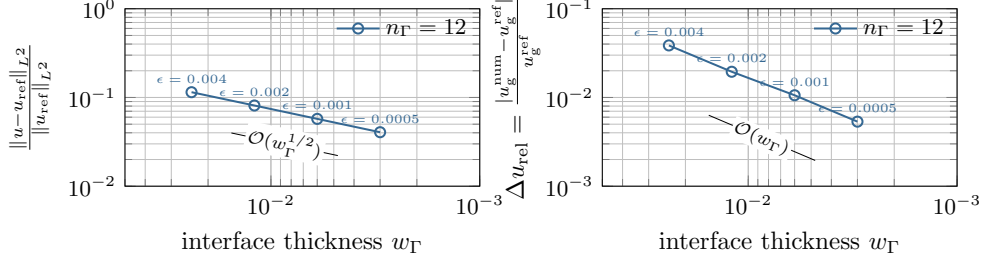 10^0
10^{-1}
10^{-2}
‖u−u_ref‖_{L^2}
‖u_ref‖_{L^2}
n_Γ = 12
ϵ = 0.004
ϵ = 0.002
ϵ = 0.001
ϵ = 0.0005
O(w_Γ^{1/2})
10^{-2}
10^{-3}
interface thickness w_Γ
10^{-1}
10^{-2}
10^{-3}
Δu_rel = |u_g^num − u_g^ref| / u_g^ref
n_Γ = 12
ϵ = 0.004
ϵ = 0.002
ϵ = 0.001
ϵ = 0.0005
O(w_Γ)
10^{-2}
10^{-3}
interface thickness w_Γ